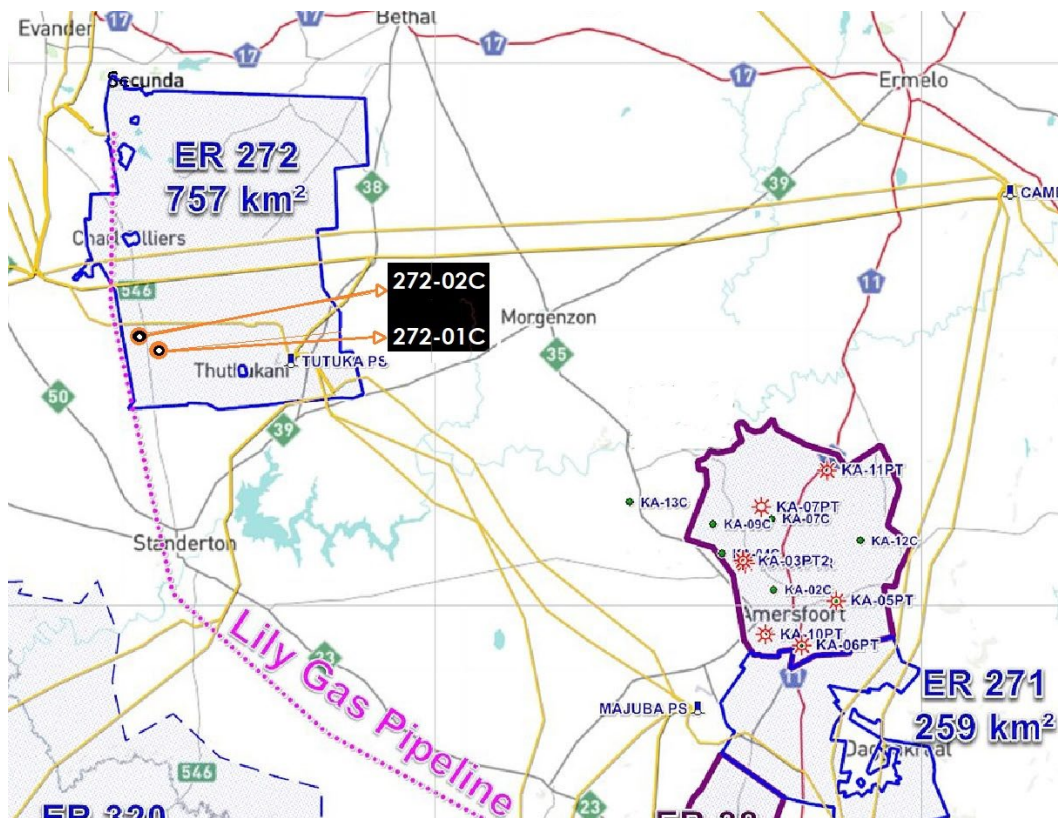 Bethal
Evander
17
17
17
17
Secunda
Ermelo
ER 272
757 km²
38
39
CAM
Charl Cilliers
272-02C
546
11
Morgenzon
272-01C
35
TUTUKA PS
Thuthukani
50
39
KA-11PT
KA-13C
KA-07PT
KA-07C
KA-09C
Standerton
KA-12C
KA-03PT2
KA-02C
KA-05PT
Amersfoort
Lily Gas Pipeline
23
KA-10PT
KA-06PT
11
ER 271
259 km²
MAJUBA PS
546
23
ER 320